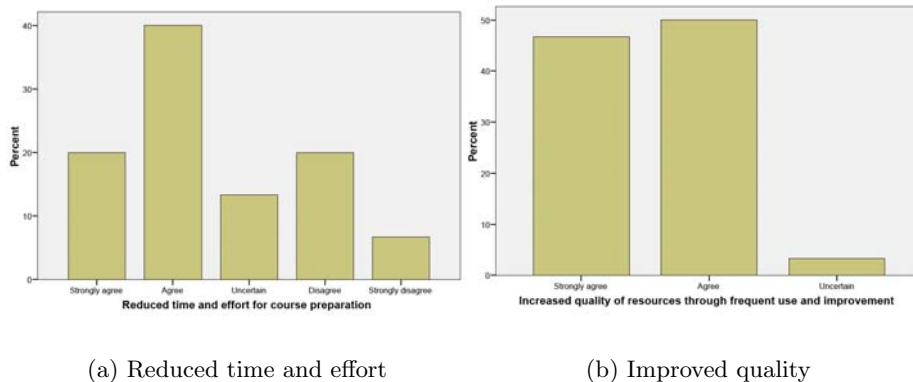 Percent
40
30
20
10
0
Strongly agree
Agree
Uncertain
Disagree
Strongly disagree
Reduced time and effort for course preparation
(a) Reduced time and effort
Percent
50
40
30
20
10
0
Strongly agree
Agree
Uncertain
Increased quality of resources through frequent use and improvement
(b) Improved quality